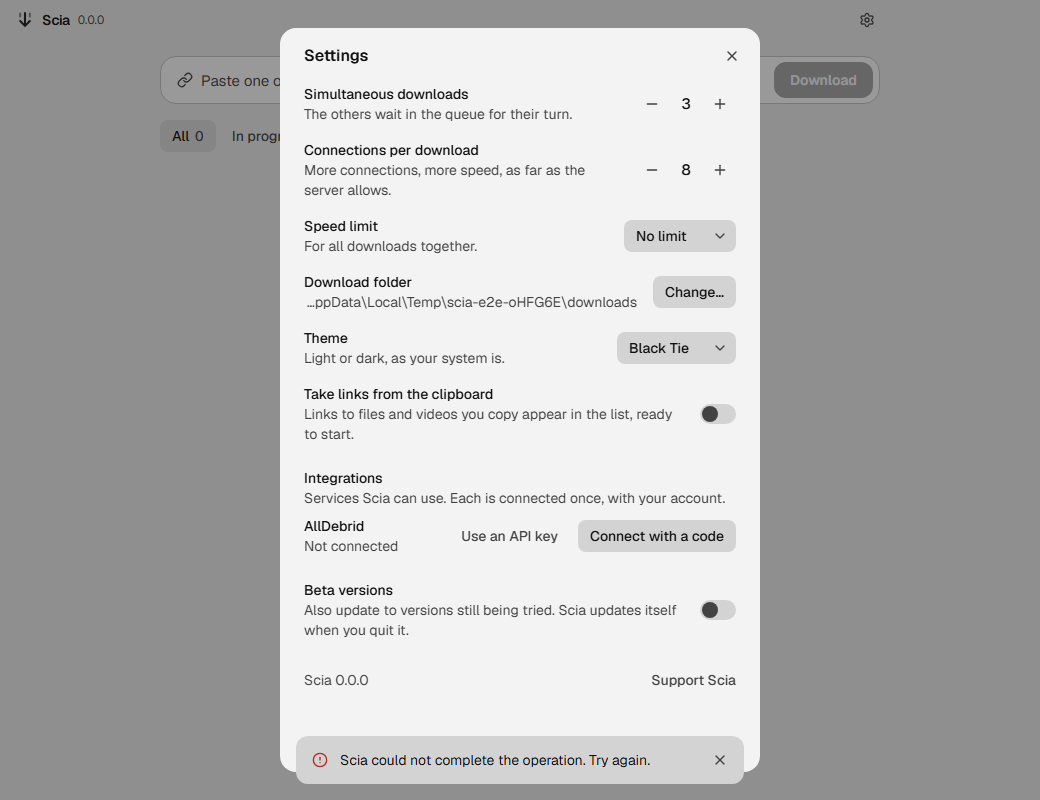 Scia 0.0.0
Settings
Paste one o
Download
All 0
In progr
Simultaneous downloads
The others wait in the queue for their turn.
3
Connections per download
More connections, more speed, as far as the
server allows.
8
Speed limit
For all downloads together.
No limit
Download folder
...ppData\Local\Temp\scia-e2e-oHFG6E\downloads
Change...
Theme
Light or dark, as your system is.
Black Tie
Take links from the clipboard
Links to files and videos you copy appear in the list, ready
to start.
Integrations
Services Scia can use. Each is connected once, with your account.
AllDebrid
Not connected
Use an API key
Connect with a code
Beta versions
Also update to versions still being tried. Scia updates itself
when you quit it.
Scia 0.0.0
Support Scia
Scia could not complete the operation. Try again.